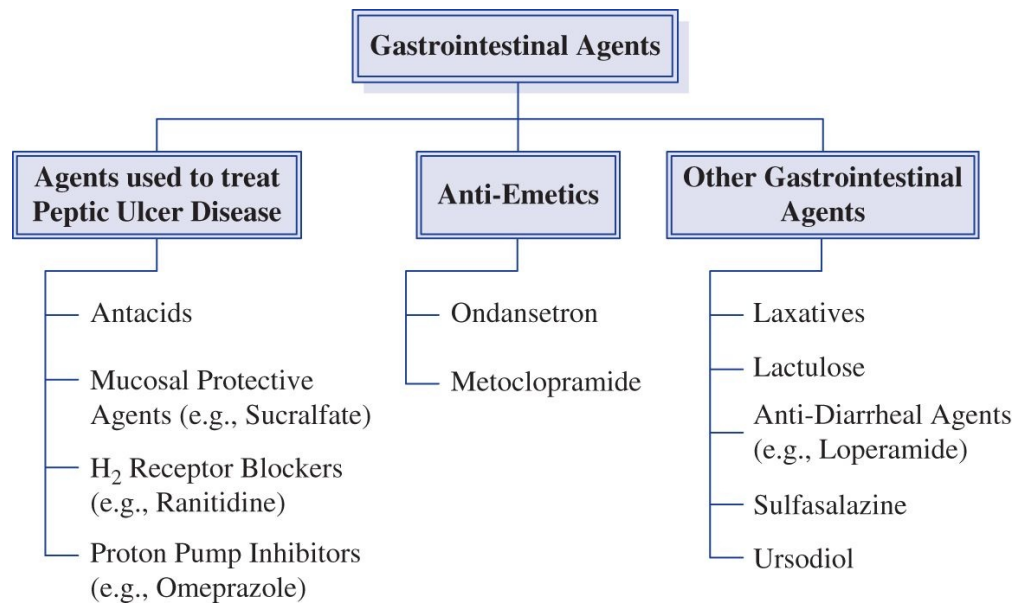 Gastrointestinal Agents
Agents used to treat
Peptic Ulcer Disease
Antacids
Mucosal Protective
Agents (e.g., Sucralfate)
H₂ Receptor Blockers
(e.g., Ranitidine)
Proton Pump Inhibitors
(e.g., Omeprazole)
Anti-Emetics
Ondansetron
Metoclopramide
Other Gastrointestinal
Agents
Laxatives
Lactulose
Anti-Diarrheal Agents
(e.g., Loperamide)
Sulfasalazine
Ursodiol